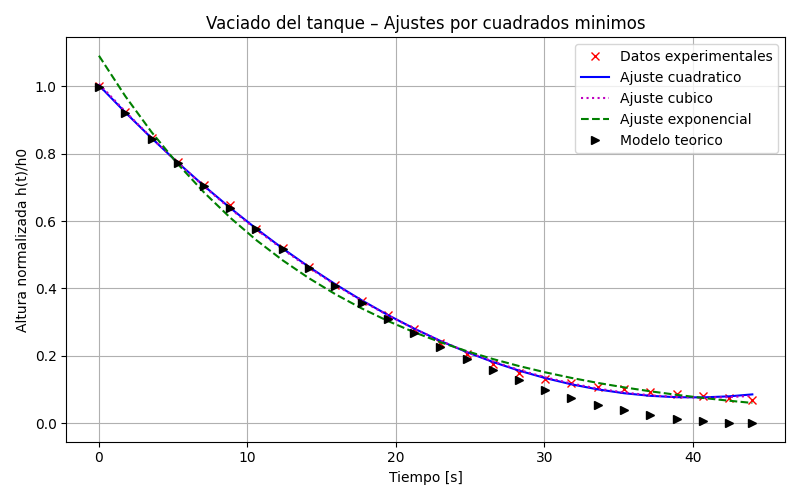 Vaciado del tanque – Ajustes por cuadrados minimos
Altura normalizada h(t)/h0
1.0
0.8
0.6
0.4
0.2
0.0
Datos experimentales
Ajuste cuadratico
Ajuste cubico
Ajuste exponencial
Modelo teorico
0 10 20 30 40
Tiempo [s]